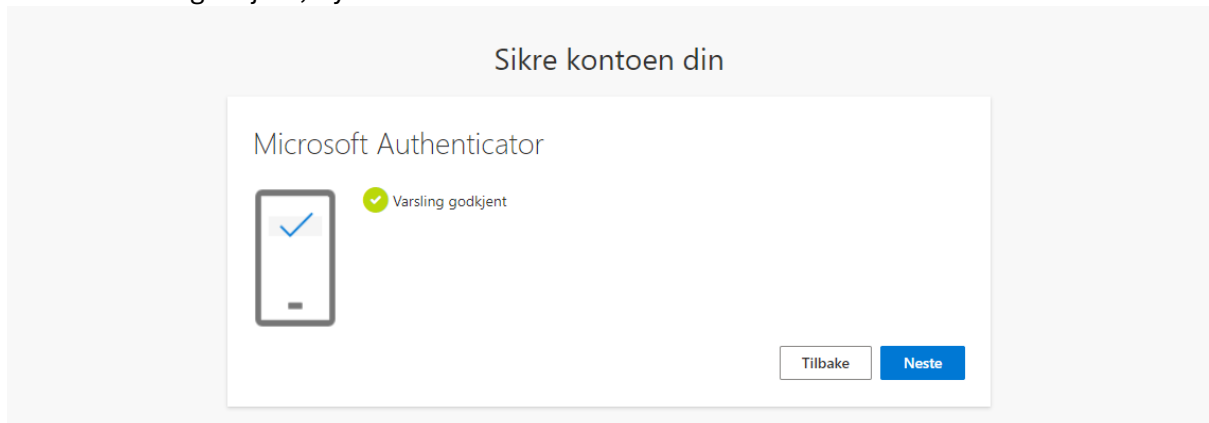 Sikre kontoen din
Microsoft Authenticator
Varsling godkjent
Tilbake
Neste